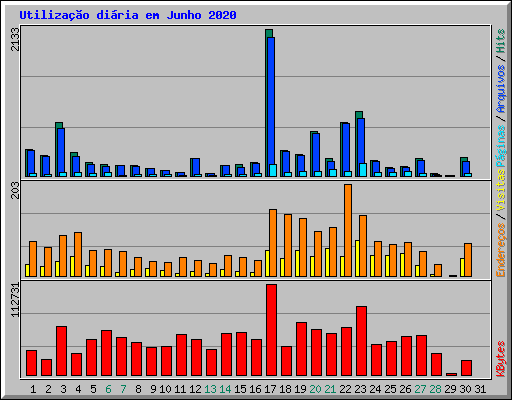 Utilização diária em Junho 2020
2133
203
112731
Endereços / Visitas Páginas / Arquivos / Hits
KBytes
1 2 3 4 5 6 7 8 9 10 11 12 13 14 15 16 17 18 19 20 21 22 23 24 25 26 27 28 29 30 31